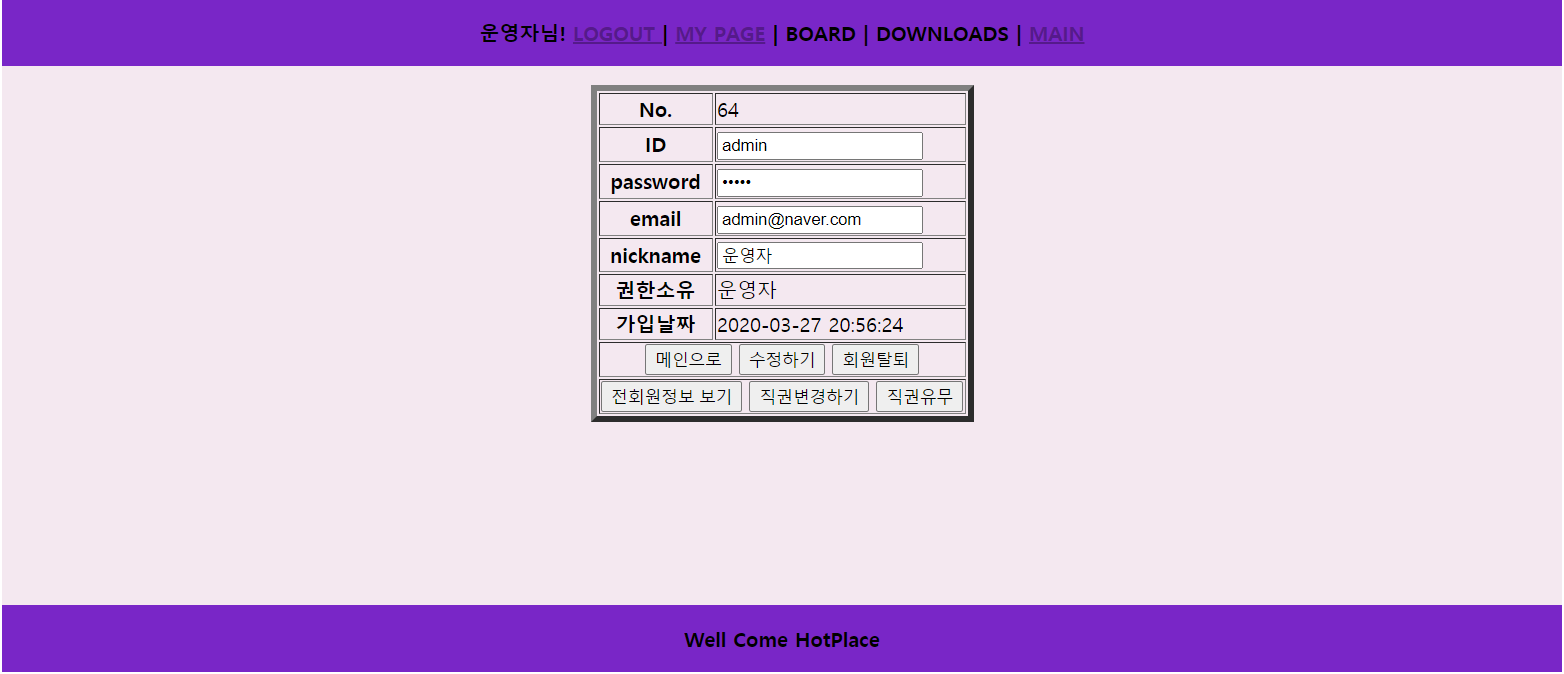 운영자님! LOGOUT | MY PAGE | BOARD | DOWNLOADS | MAIN
No. 64
ID admin
password •••••
email admin@naver.com
nickname 운영자
권한소유 운영자
가입날짜 2020-03-27 20:56:24
메인으로 수정하기 회원탈퇴
전회원정보 보기 직권변경하기 직권유무
Well Come HotPlace